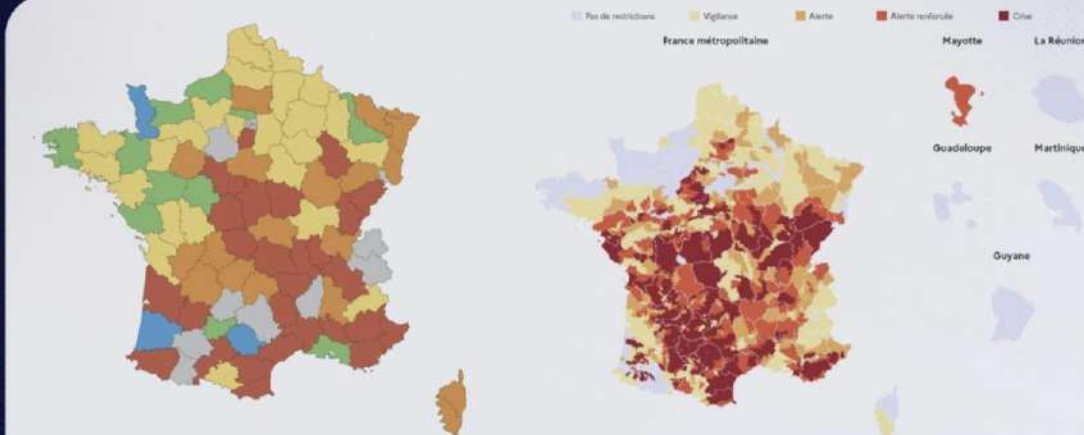 Pas de restrictions
Vigilance
Alerte
Alerte renforcée
Crise
France métropolitaine
Mayotte
La Réunion
Guadeloupe
Martinique
Guyane